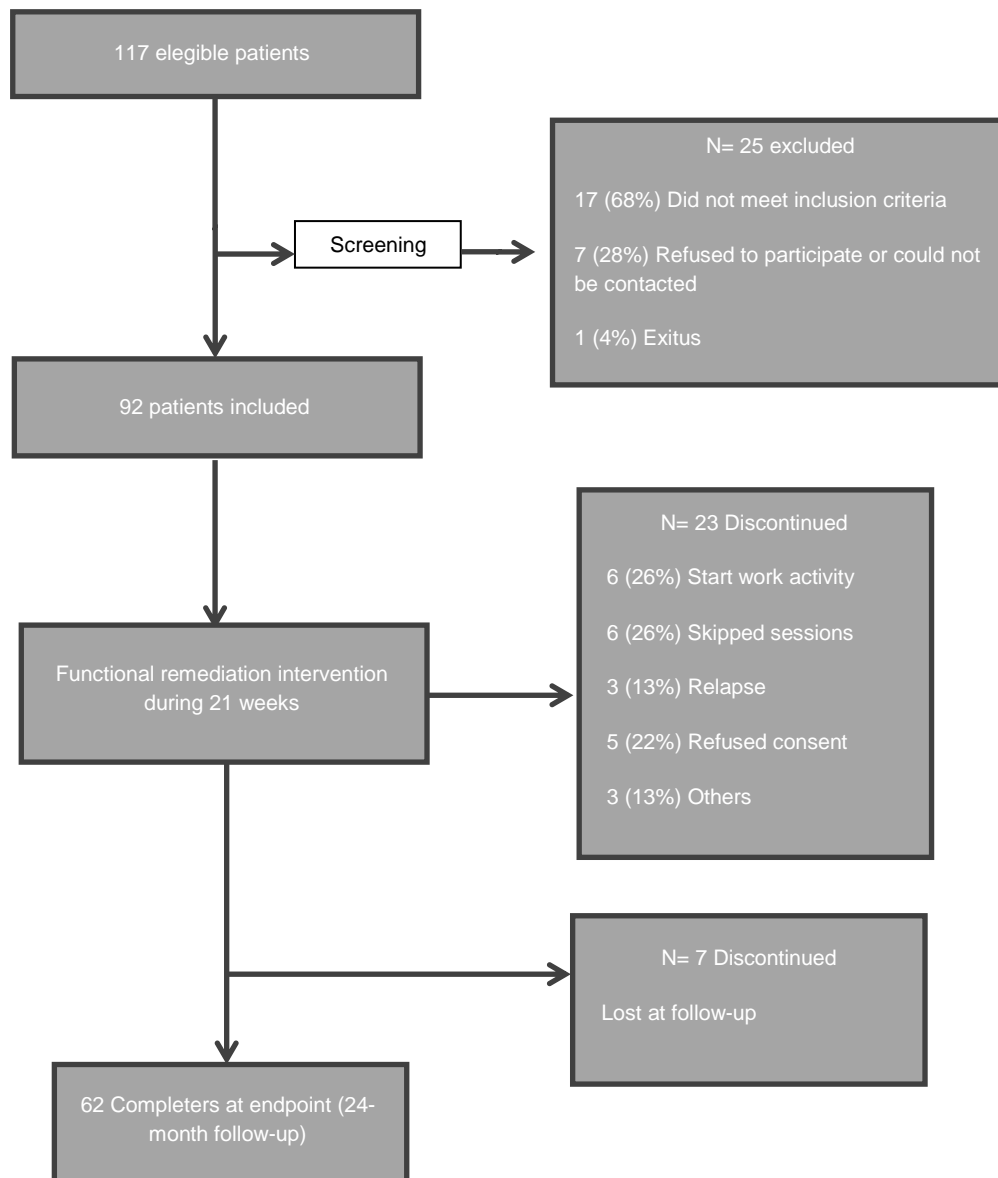 117 elegible patients
N= 25 excluded
17 (68%) Did not meet inclusion criteria
7 (28%) Refused to participate or could not
be contacted
1 (4%) Exitus
Screening
92 patients included
N= 23 Discontinued
6 (26%) Start work activity
6 (26%) Skipped sessions
3 (13%) Relapse
5 (22%) Refused consent
3 (13%) Others
Functional remediation intervention
during 21 weeks
N= 7 Discontinued
Lost at follow-up
62 Completers at endpoint (24-
month follow-up)